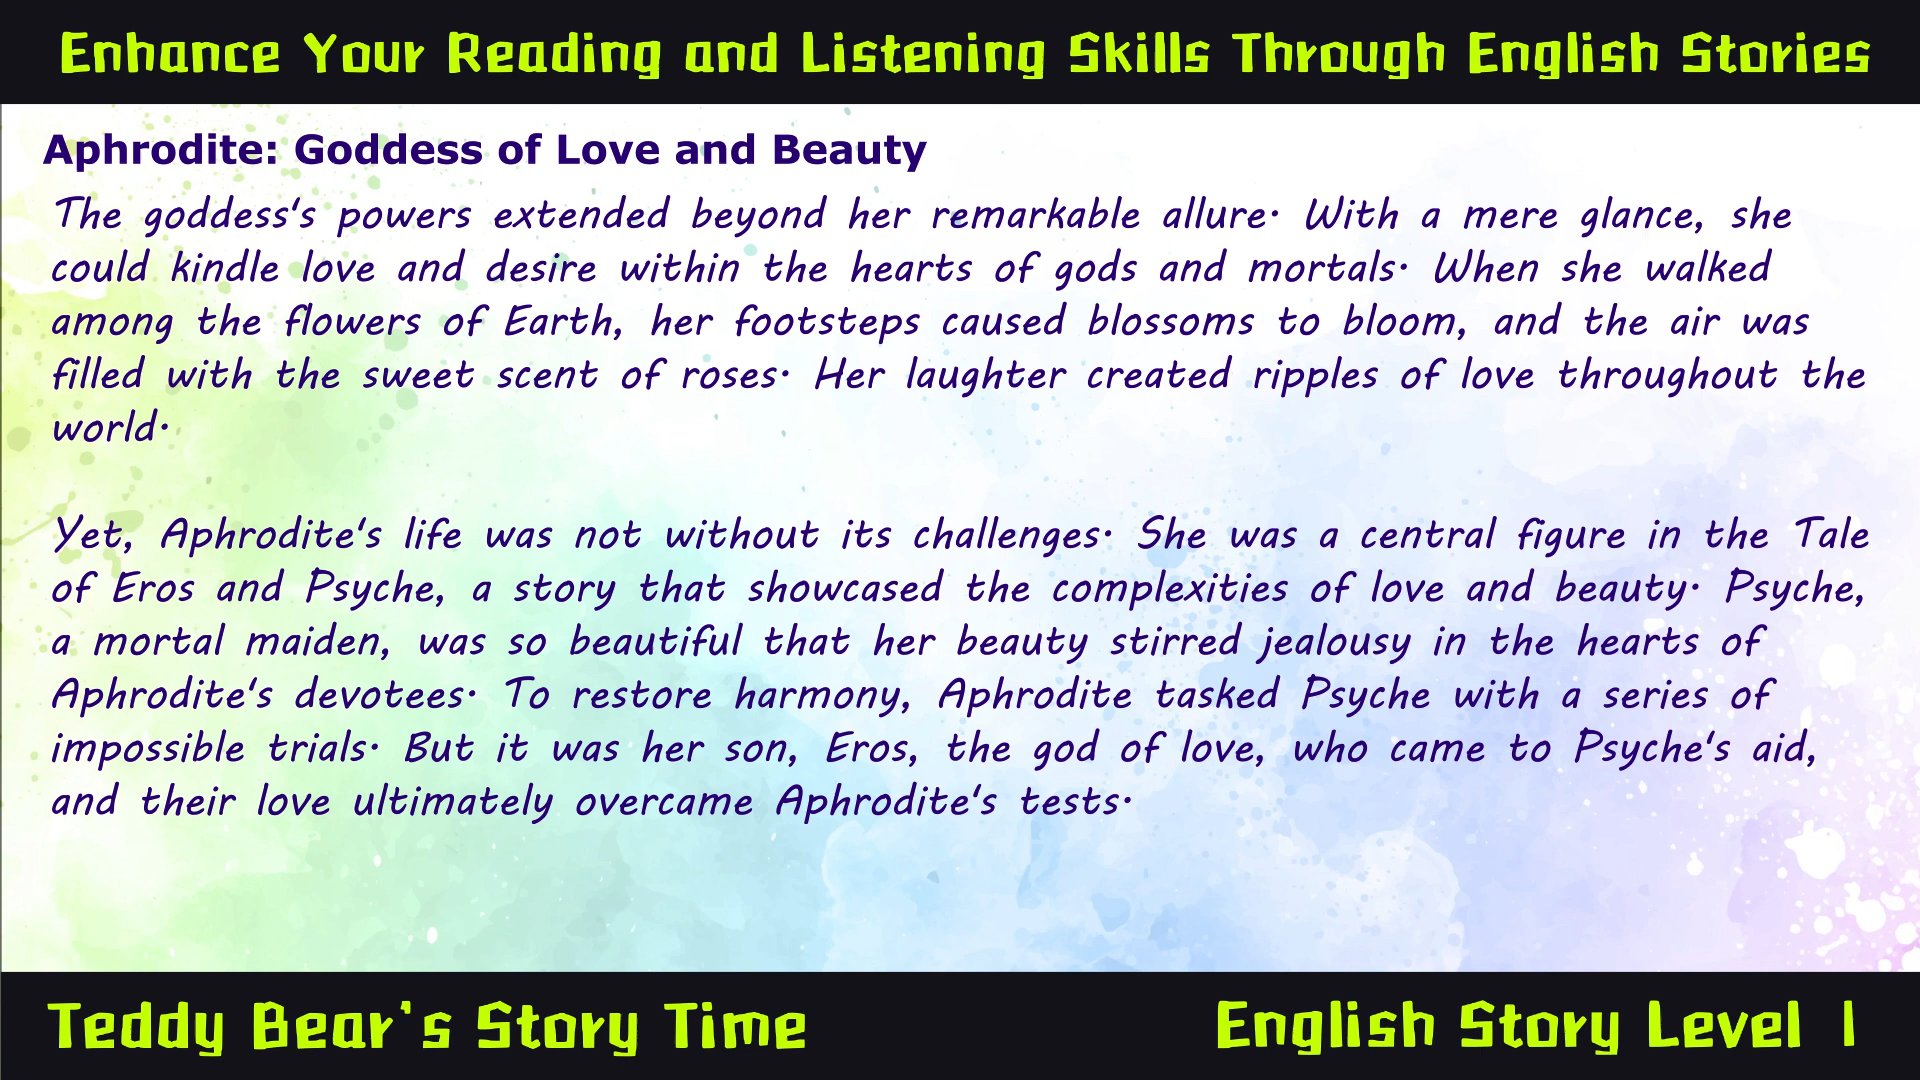 Enhance Your Reading and Listening Skills Through English Stories
Aphrodite: Goddess of Love and Beauty
The goddess's powers extended beyond her remarkable allure. With a mere glance, she
could kindle love and desire within the hearts of gods and mortals. When she walked
among the flowers of Earth, her footsteps caused blossoms to bloom, and the air was
filled with the sweet scent of roses. Her laughter created ripples of love throughout the
world.
Yet, Aphrodite's life was not without its challenges. She was a central figure in the Tale
of Eros and Psyche, a story that showcased the complexities of love and beauty. Psyche,
a mortal maiden, was so beautiful that her beauty stirred jealousy in the hearts of
Aphrodite's devotees. To restore harmony, Aphrodite tasked Psyche with a series of
impossible trials. But it was her son, Eros, the god of love, who came to Psyche's aid,
and their love ultimately overcame Aphrodite's tests.
Teddy Bear's Story Time
English Story Level 1